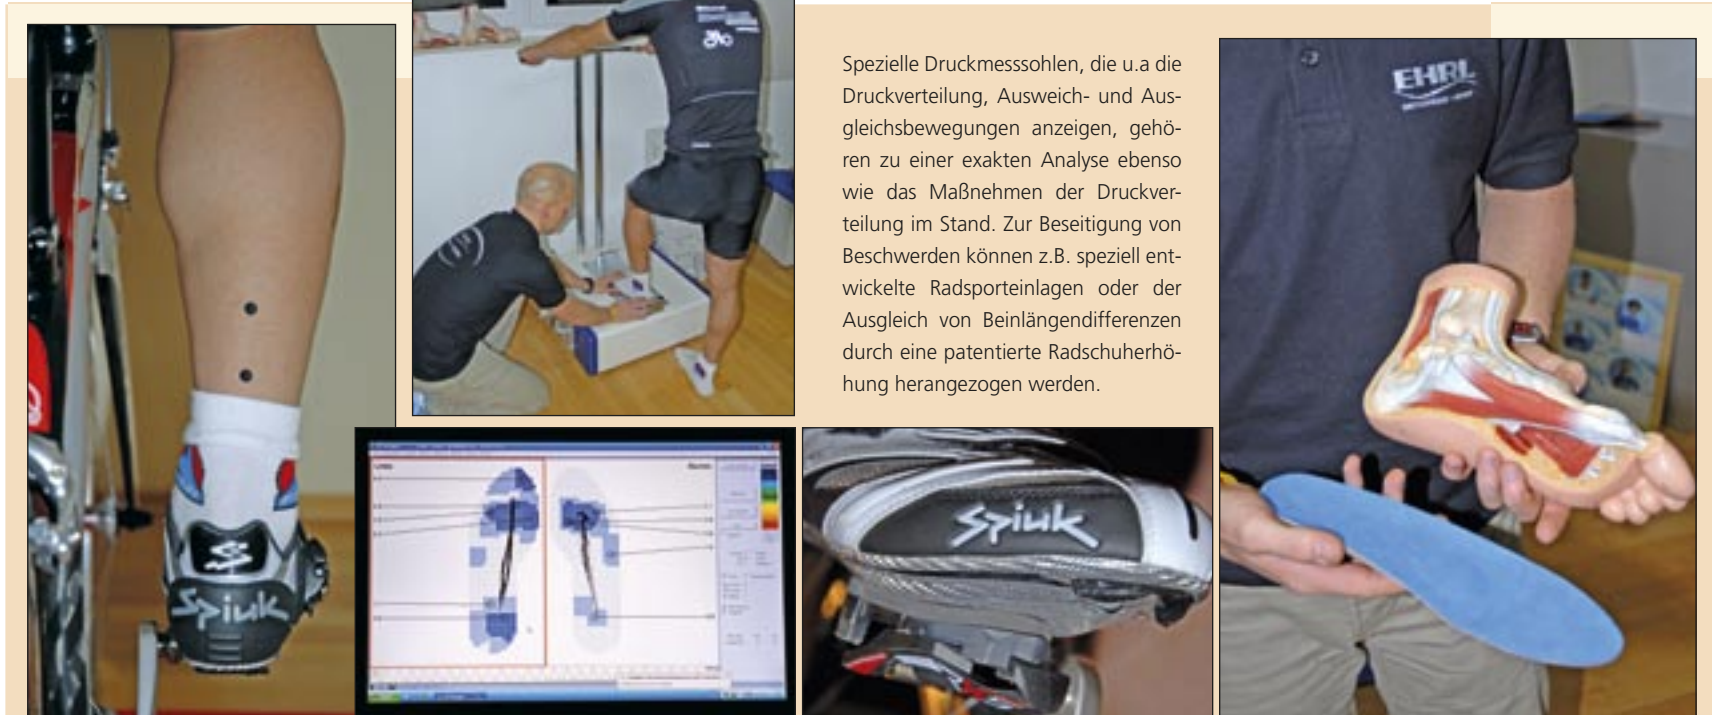 Spezielle Druckmesssohlen, die u.a die
Druckverteilung, Ausweich- und Aus-
gleichsbewegungen anzeigen, gehö-
ren zu einer exakten Analyse ebenso
wie das Maßnehmen der Druckver-
teilung im Stand. Zur Beseitigung von
Beschwerden können z.B. speziell ent-
wickelte Radsporteinlagen oder der
Ausgleich von Beinlängendifferenzen
durch eine patentierte Radschuherhö-
hung herangezogen werden.
EHRL
Spiuk
Spiuk